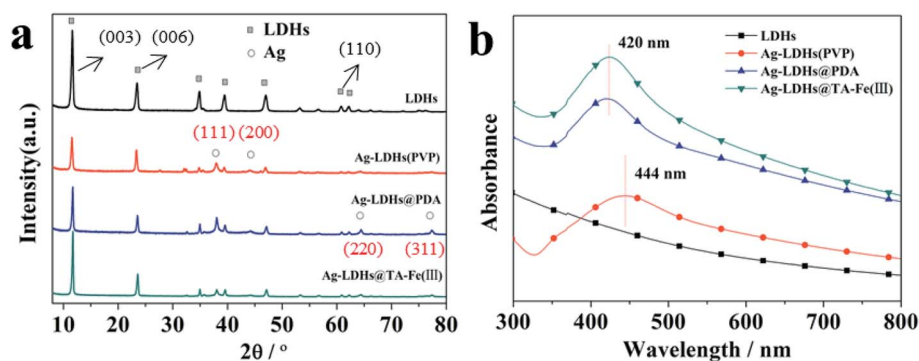 a
LDHs
Ag
(003)
(006)
(110)
LDHs
(111)
(200)
Ag-LDHs(PVP)
Ag-LDHs@PDA
(220)
(311)
Ag-LDHs@TA-Fe(III)
Intensity(a.u.)
10 20 30 40 50 60 70 80
2θ / °
b
420 nm
LDHs
Ag-LDHs(PVP)
Ag-LDHs@PDA
Ag-LDHs@TA-Fe(III)
444 nm
Absorbance
300 400 500 600 700 800
Wavelength / nm